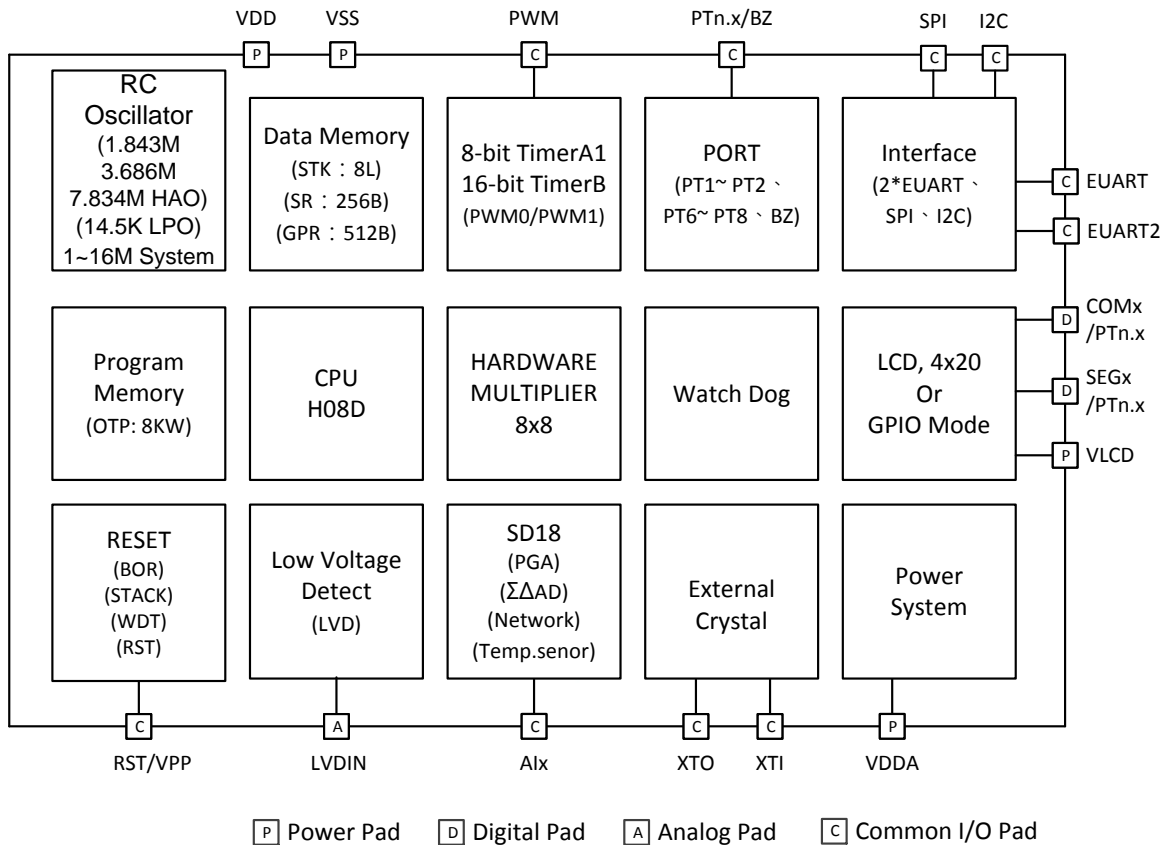 VDD
VSS
PWM
PTn.x/BZ
SPI
I2C
P
P
C
C
C
C
RC
Oscillator
(1.843M
3.686M
7.834M HAO)
(14.5K LPO)
1~16M System
Data Memory
(STK：8L)
(SR：256B)
(GPR：512B)
8-bit TimerA1
16-bit TimerB
(PWM0/PWM1)
PORT
(PT1~ PT2、
PT6~ PT8、BZ)
Interface
(2*EUART、
SPI、I2C)
C EUART
C EUART2
Program
Memory
(OTP: 8KW)
CPU
H08D
HARDWARE
MULTIPLIER
8x8
Watch Dog
LCD, 4x20
Or
GPIO Mode
D COMx
/PTn.x
D SEGx
/PTn.x
P VLCD
RESET
(BOR)
(STACK)
(WDT)
(RST)
Low Voltage
Detect
(LVD)
SD18
(PGA)
(ΣΔAD)
(Network)
(Temp.senor)
External
Crystal
Power
System
C
A
C
C
C
P
RST/VPP
LVDIN
AIx
XTO
XTI
VDDA
P Power Pad
D Digital Pad
A Analog Pad
C Common I/O Pad